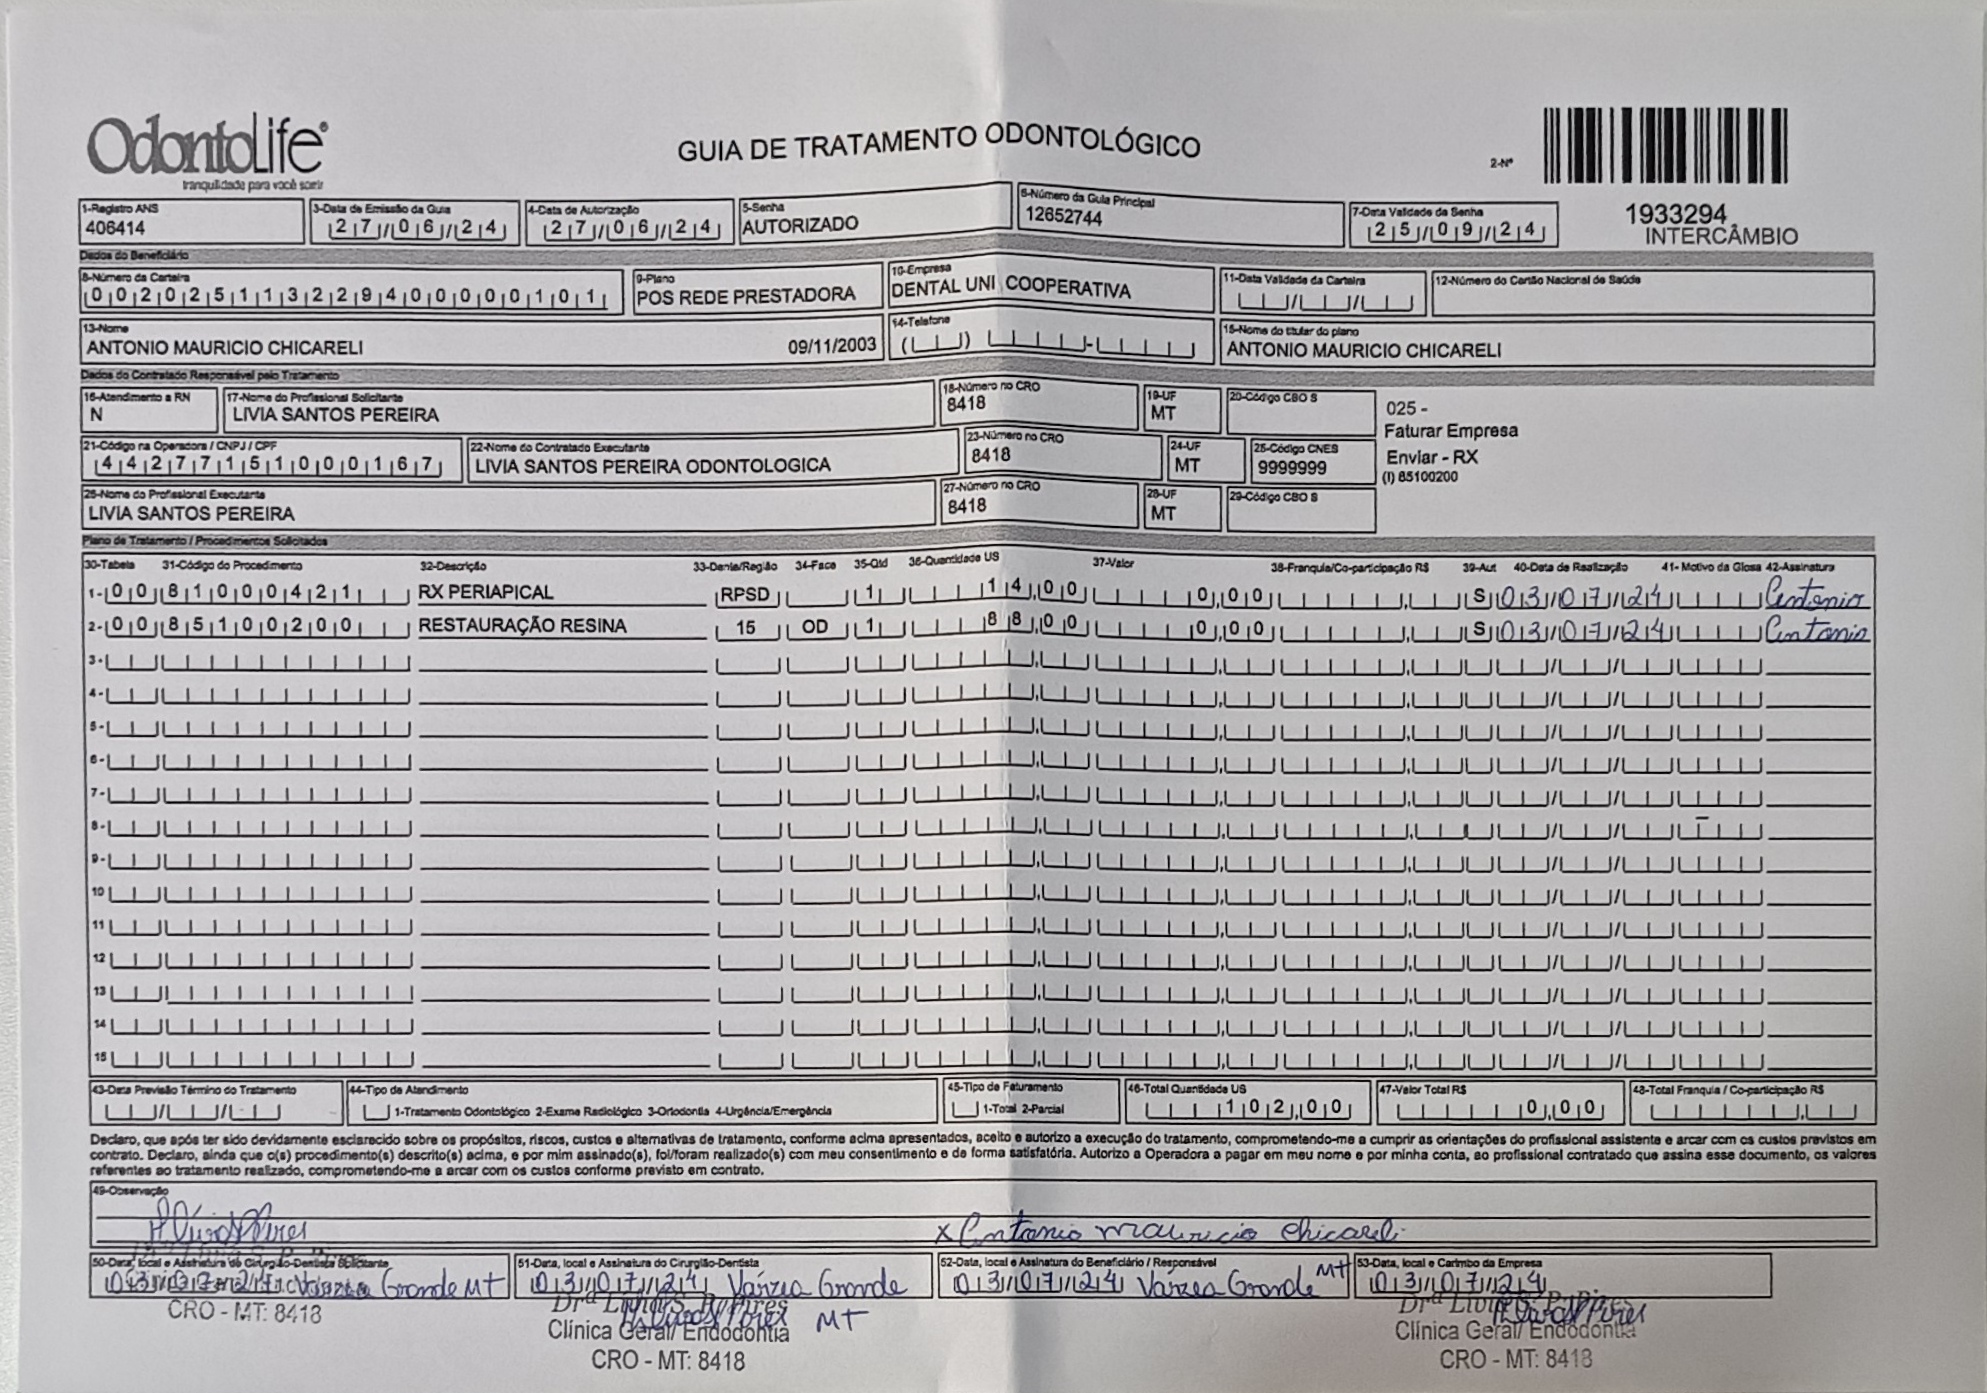 OdontoLife®
tranquilidade para você sorrir
GUIA DE TRATAMENTO ODONTOLÓGICO
2-Nº
1933294
INTERCÂMBIO
1-Registro ANS
406414
3-Data de Emissão da Guia
27/06/24
4-Data de Autorização
27/06/24
5-Senha
AUTORIZADO
6-Número da Guia Principal
12652744
7-Data Validade da Senha
25/09/24
Dados do Beneficiário
8-Número da Carteira
002025113229400000101
9-Plano
POS REDE PRESTADORA
10-Empresa
DENTAL UNI COOPERATIVA
11-Data Validade da Carteira
12-Número do Cartão Nacional de Saúde
13-Nome
ANTONIO MAURICIO CHICARELI 09/11/2003
14-Telefone
15-Nome do titular do plano
ANTONIO MAURICIO CHICARELI
Dados do Contratado Responsável pelo Tratamento
16-Atendimento a RN
N
17-Nome do Profissional Solicitante
LIVIA SANTOS PEREIRA
18-Número no CRO
8418
19-UF
MT
20-Código CBO S
025 -
Faturar Empresa
Enviar - RX
(I) 85100200
21-Código na Operadora / CNPJ / CPF
44277151000167
22-Nome do Contratado Executante
LIVIA SANTOS PEREIRA ODONTOLOGICA
23-Número no CRO
8418
24-UF
MT
25-Código CNES
9999999
26-Nome do Profissional Executante
LIVIA SANTOS PEREIRA
27-Número no CRO
8418
28-UF
MT
29-Código CBO S
Plano de Tratamento / Procedimentos Solicitados
30-Tabela 31-Código do Procedimento 32-Descrição 33-Dente/Região 34-Face 35-Qtd 36-Quantidade US 37-Valor 38-Franquia/Co-participação R$ 39-Aut 40-Data de Realização 41- Motivo da Glosa 42-Assinatura
1- 00 81000421 RX PERIAPICAL RPSD 1 14,00 0,00 S 03/07/24 Antonio
2- 00 85100200 RESTAURAÇÃO RESINA 15 OD 1 88,00 0,00 S 03/07/24 Antonio
3-
4-
5-
6-
7-
8-
9-
10
11
12
13
14
15
43-Data Previsão Término do Tratamento
44-Tipo de Atendimento
1-Tratamento Odontológico 2-Exame Radiológico 3-Ortodontia 4-Urgência/Emergência
45-Tipo de Faturamento
1-Total 2-Parcial
46-Total Quantidade US
102,00
47-Valor Total R$
0,00
48-Total Franquia / Co-participação R$
Declaro, que após ter sido devidamente esclarecido sobre os propósitos, riscos, custos e alternativas de tratamento, conforme acima apresentados, aceito e autorizo a execução do tratamento, comprometendo-me a cumprir as orientações do profissional assistente e arcar com os custos previstos em
contrato. Declaro, ainda que o(s) procedimento(s) descrito(s) acima, e por mim assinado(s), foi/foram realizado(s) com meu consentimento e de forma satisfatória. Autorizo a Operadora a pagar em meu nome e por minha conta, ao profissional contratado que assina esse documento, os valores
referentes ao tratamento realizado, comprometendo-me a arcar com os custos conforme previsto em contrato.
49-Observação
x Antonio Mauricio Chicareli
50-Data, local e Assinatura do Cirurgião-Dentista Solicitante
03/07/24 Várzea Grande MT
CRO - MT: 8418
51-Data, local e Assinatura do Cirurgião-Dentista
03/07/24 Várzea Grande
MT
Clínica Geral/ Endodontia
CRO - MT: 8418
52-Data, local e Assinatura do Beneficiário / Responsável
03/07/24 Várzea Grande MT
53-Data, local e Carimbo da Empresa
03/07/24
Clínica Geral/ Endodontia
CRO - MT: 8418